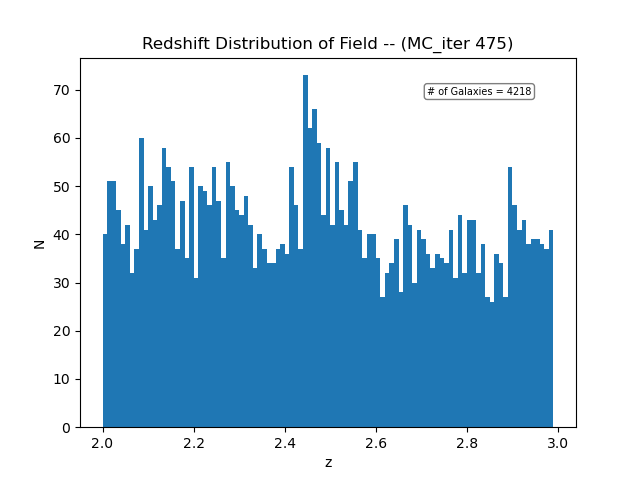 Redshift Distribution of Field -- (MC_iter 475)
# of Galaxies = 4218
70
60
50
40
30
20
10
0
N
2.0 2.2 2.4 2.6 2.8 3.0
z